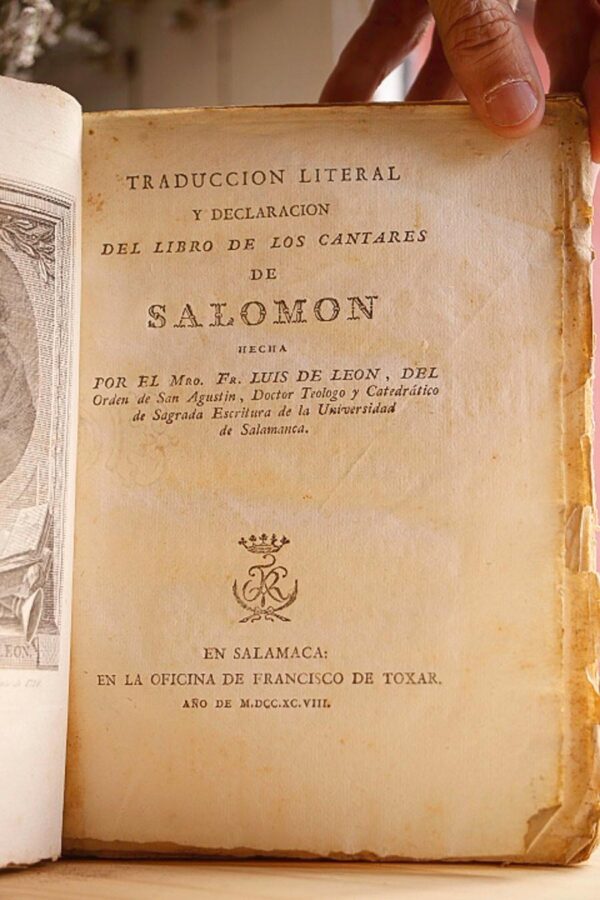 TRADUCCION LITERAL
Y DECLARACION
DEL LIBRO DE LOS CANTARES
DE
SALOMON
HECHA
POR EL Mro. Fr. LUIS DE LEON, DEL
Orden de San Agustin, Doctor Teologo y Catedrático
de Sagrada Escritura de la Universidad
de Salamanca.
EN SALAMACA:
EN LA OFICINA DE FRANCISCO DE TOXAR.
AÑO DE M.DCC.XC.VIII.
LEON.